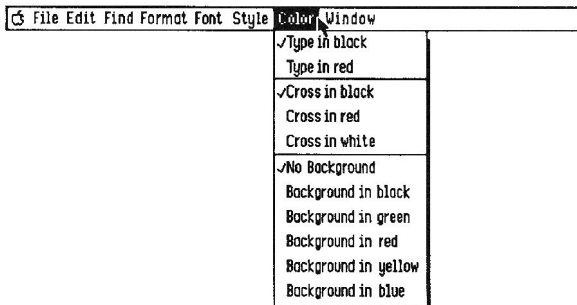 File Edit Find Format Font Style Color Window
✓Type in black
Type in red
✓Cross in black
Cross in red
Cross in white
✓No Background
Background in black
Background in green
Background in red
Background in yellow
Background in blue